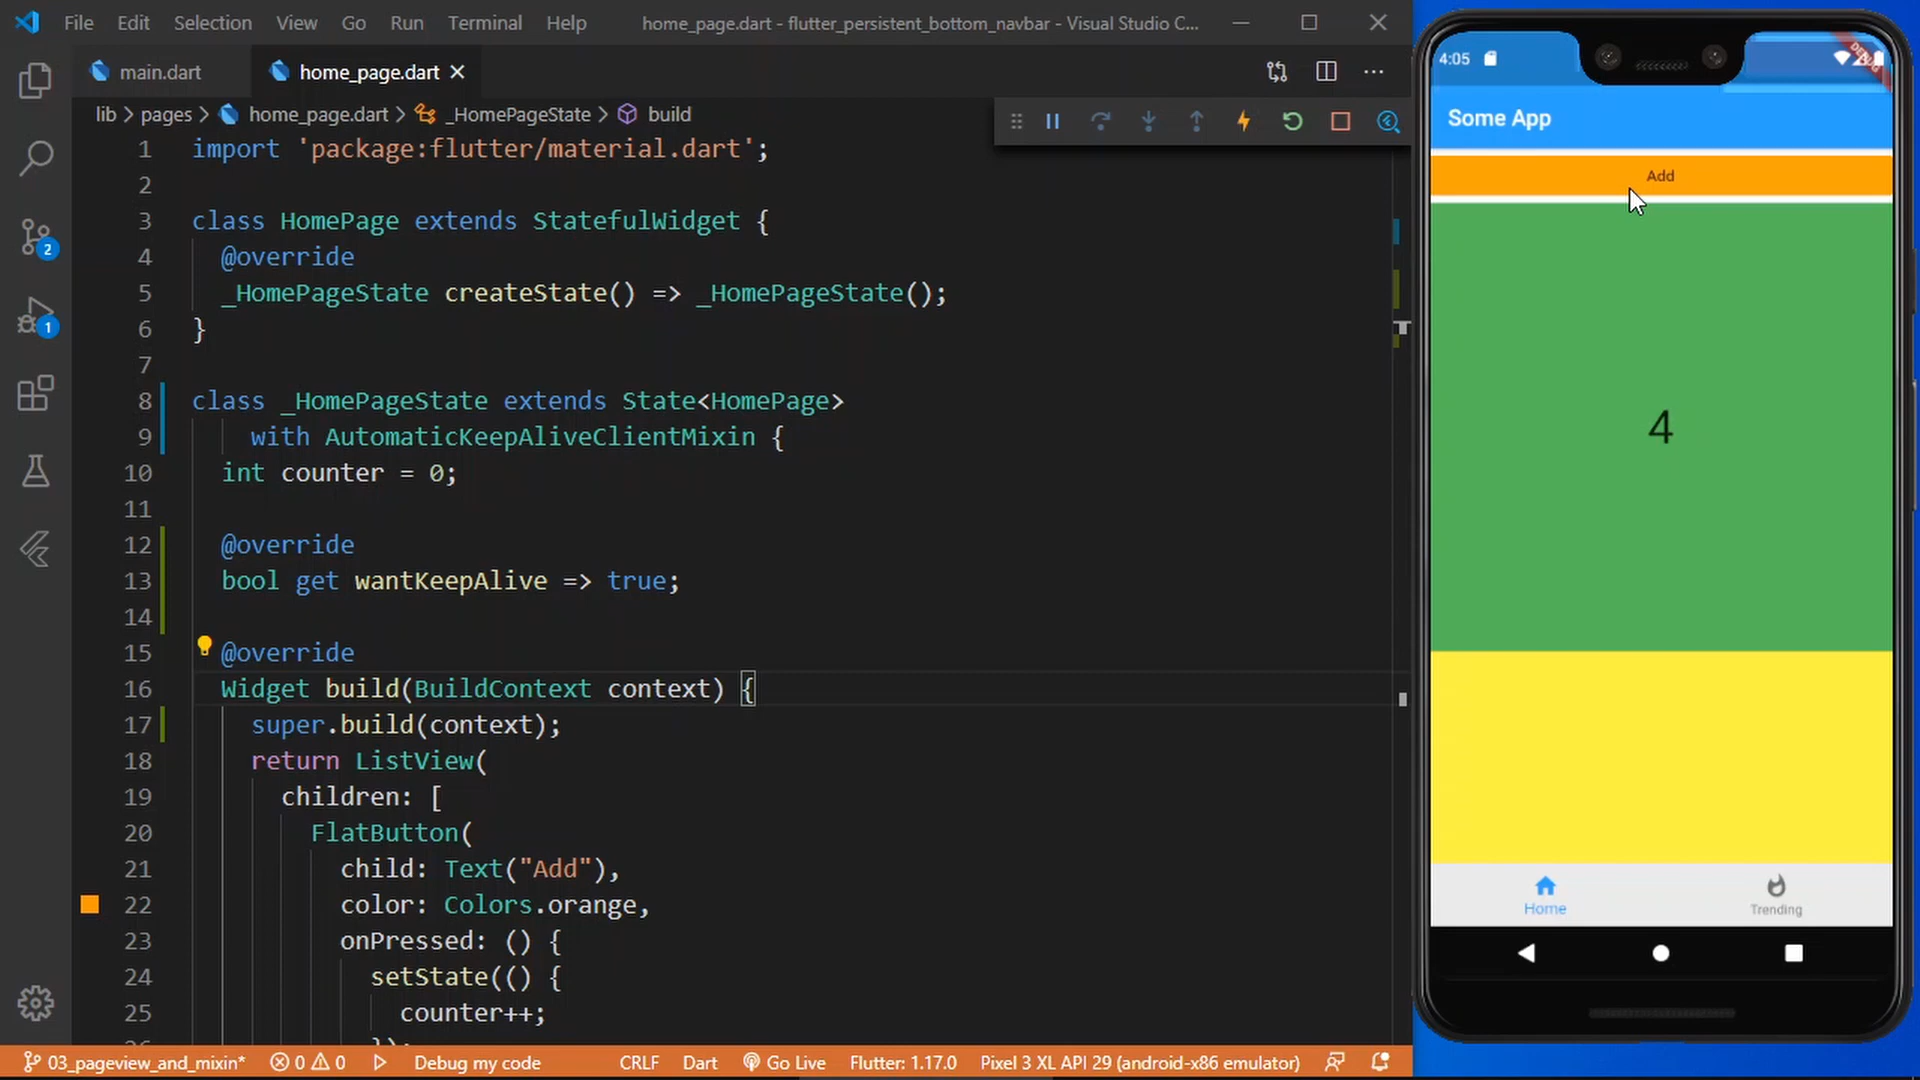 File Edit Selection View Go Run Terminal Help home_page.dart - flutter_persistent_bottom_navbar - Visual Studio C...
main.dart home_page.dart
lib > pages > home_page.dart > _HomePageState > build
1 import 'package:flutter/material.dart';
2
3 class HomePage extends StatefulWidget {
4 @override
5 _HomePageState createState() => _HomePageState();
6 }
7
8 class _HomePageState extends State<HomePage>
9 with AutomaticKeepAliveClientMixin {
10 int counter = 0;
11
12 @override
13 bool get wantKeepAlive => true;
14
15 @override
16 Widget build(BuildContext context) {
17 super.build(context);
18 return ListView(
19 children: [
20 FlatButton(
21 child: Text("Add"),
22 color: Colors.orange,
23 onPressed: () {
24 setState(() {
25 counter++;
2
1
03_pageview_and_mixin* 0 0 Debug my code CRLF Dart Go Live Flutter: 1.17.0 Pixel 3 XL API 29 (android-x86 emulator)
4:05
DEBUG
Some App
Add
4
Home Trending